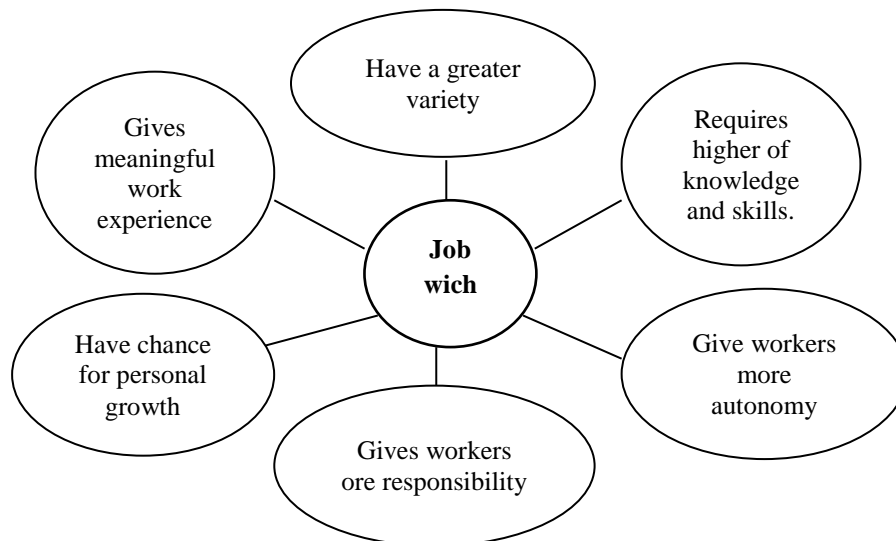 Have a greater
variety
Gives
meaningful
work
experience
Requires
higher of
knowledge
and skills.
Job
wich
Have chance
for personal
growth
Give workers
more
autonomy
Gives workers
ore responsibility